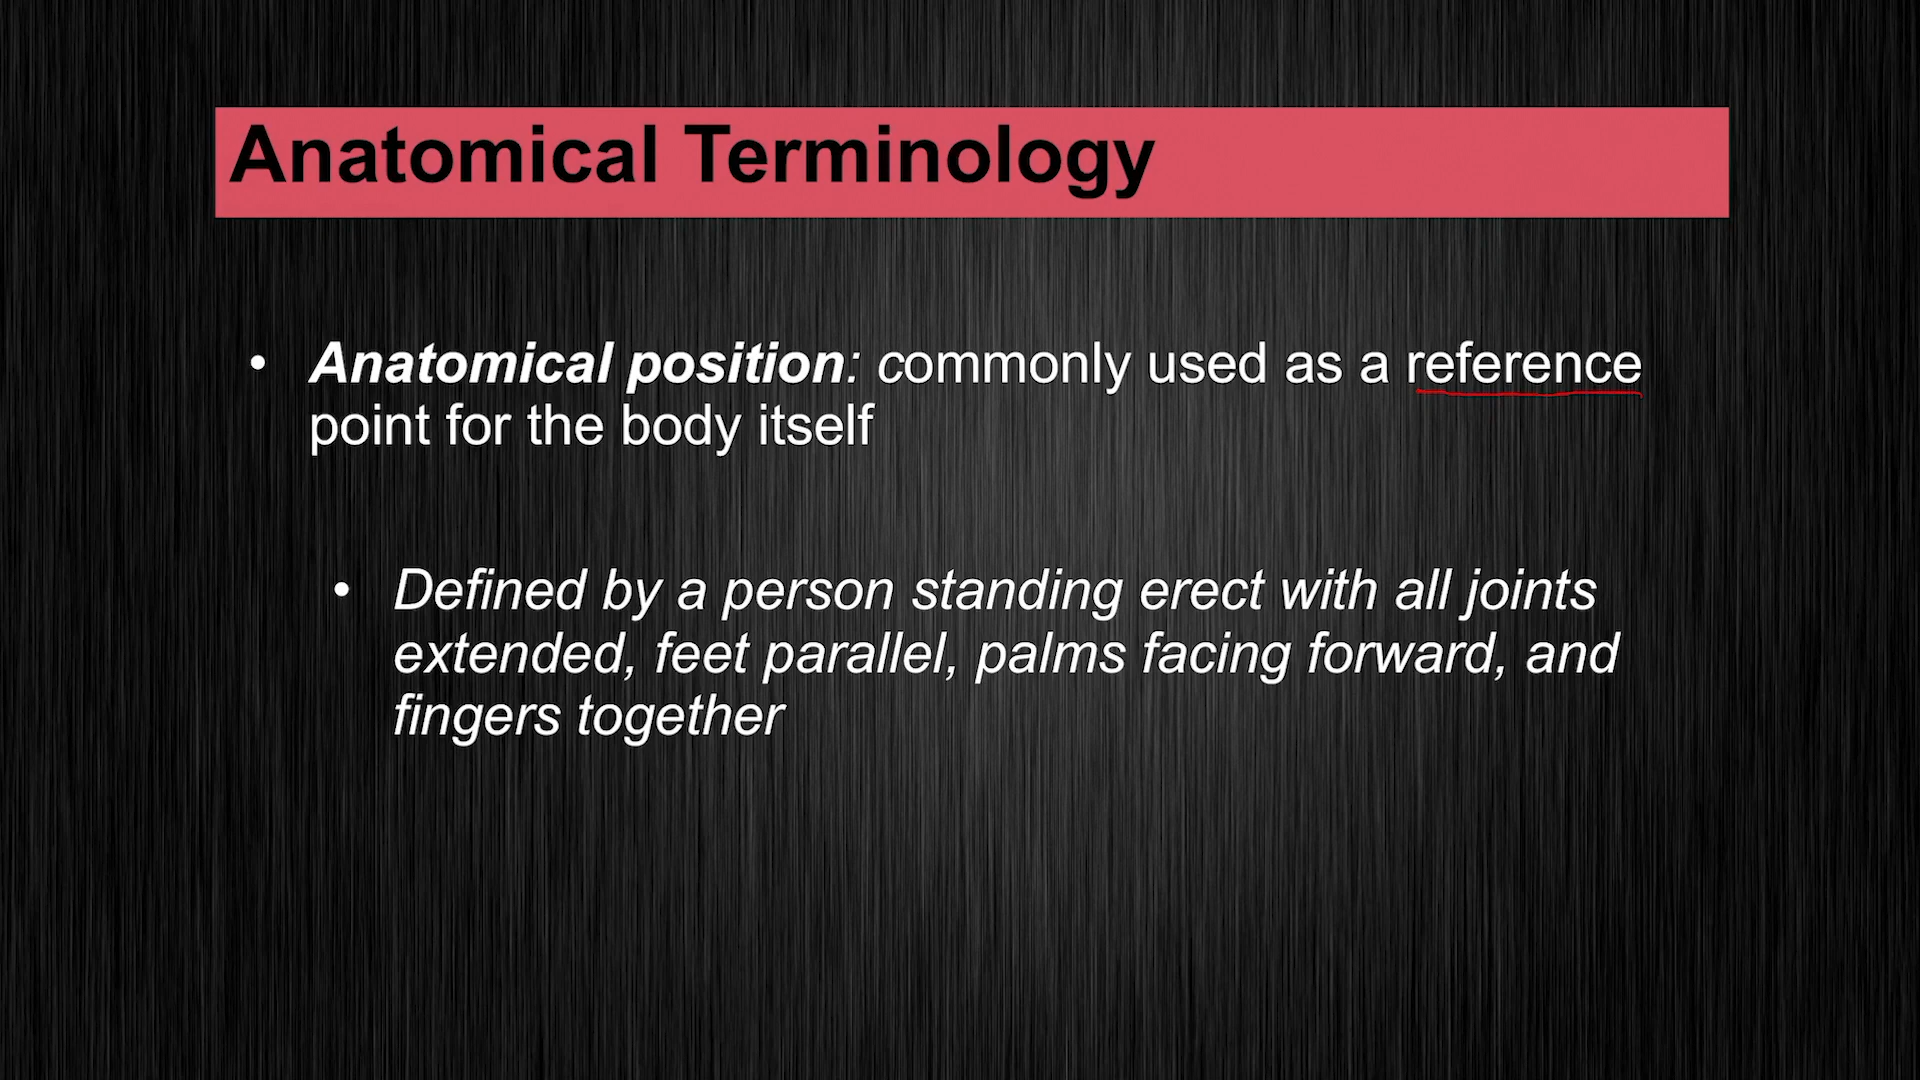 Anatomical Terminology
• Anatomical position: commonly used as a reference
point for the body itself
• Defined by a person standing erect with all joints
extended, feet parallel, palms facing forward, and
fingers together